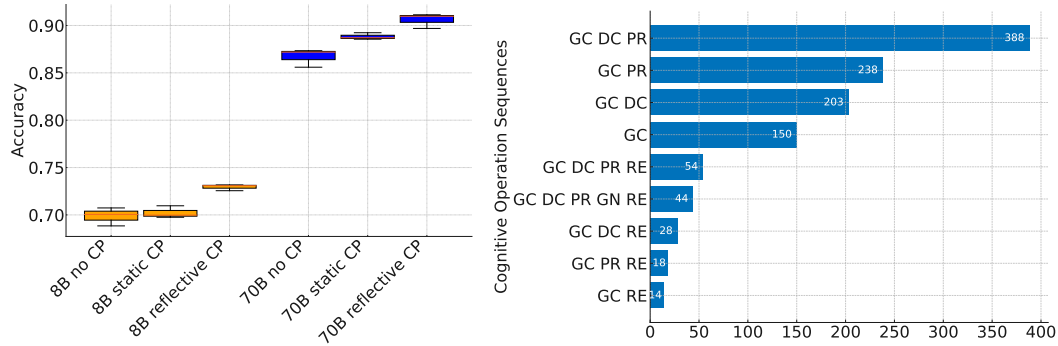 Accuracy
0.90
0.85
0.80
0.75
0.70
8B no CP
8B static CP
8B reflective CP
70B no CP
70B static CP
70B reflective CP
Cognitive Operation Sequences
GC DC PR
388
GC PR
238
GC DC
203
GC
150
GC DC PR RE
54
GC DC PR GN RE
44
GC DC RE
28
GC PR RE
18
GC RE
14
0
50
100
150
200
250
300
350
400